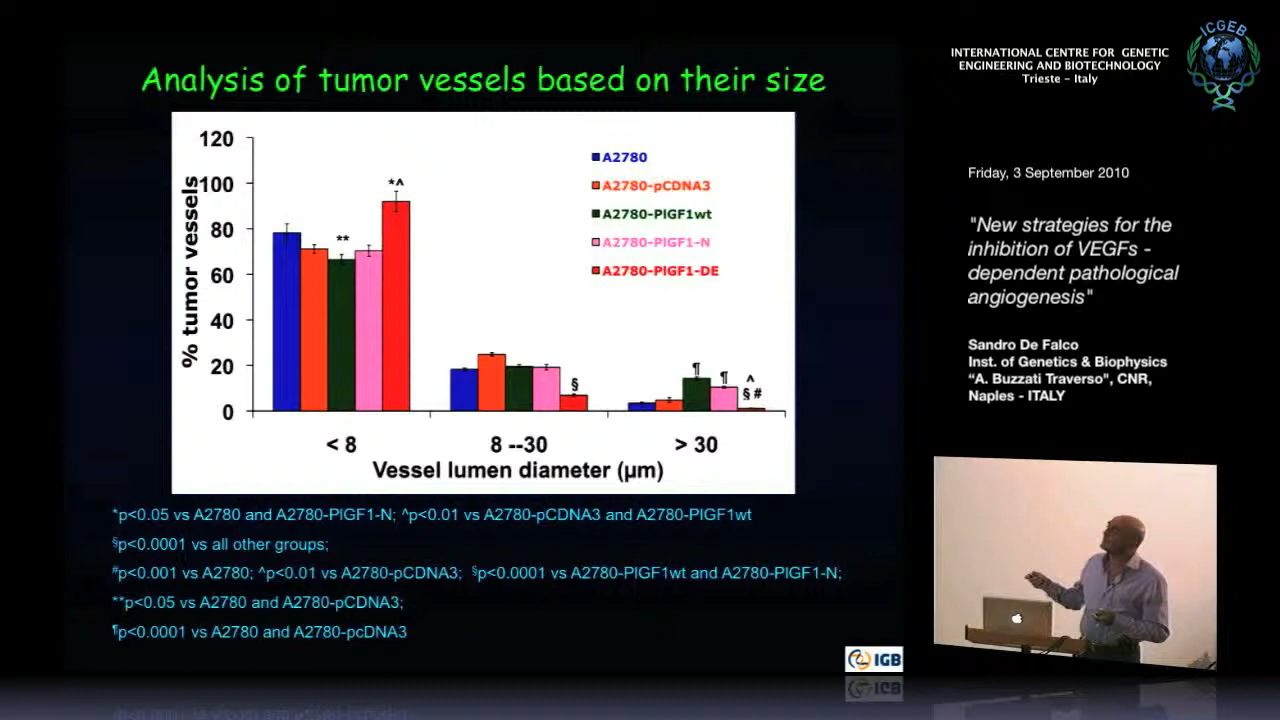 Analysis of tumor vessels based on their size
120
100
80
60
40
20
0
% tumor vessels
*^
**
§
¶
¶
^
§ #
A2780
A2780-pCDNA3
A2780-PlGF1wt
A2780-PlGF1-N
A2780-PlGF1-DE
< 8
8 --30
> 30
Vessel lumen diameter (µm)
*p<0.05 vs A2780 and A2780-PlGF1-N; ^p<0.01 vs A2780-pCDNA3 and A2780-PlGF1wt
§p<0.0001 vs all other groups;
#p<0.001 vs A2780; ^p<0.01 vs A2780-pCDNA3; §p<0.0001 vs A2780-PlGF1wt and A2780-PlGF1-N;
**p<0.05 vs A2780 and A2780-pCDNA3;
¶p<0.0001 vs A2780 and A2780-pcDNA3
IGB
INTERNATIONAL CENTRE FOR GENETIC
ENGINEERING AND BIOTECHNOLOGY
Trieste - Italy
ICGEB
Friday, 3 September 2010
"New strategies for the
inhibition of VEGFs -
dependent pathological
angiogenesis"
Sandro De Falco
Inst. of Genetics & Biophysics
“A. Buzzati Traverso", CNR,
Naples - ITALY